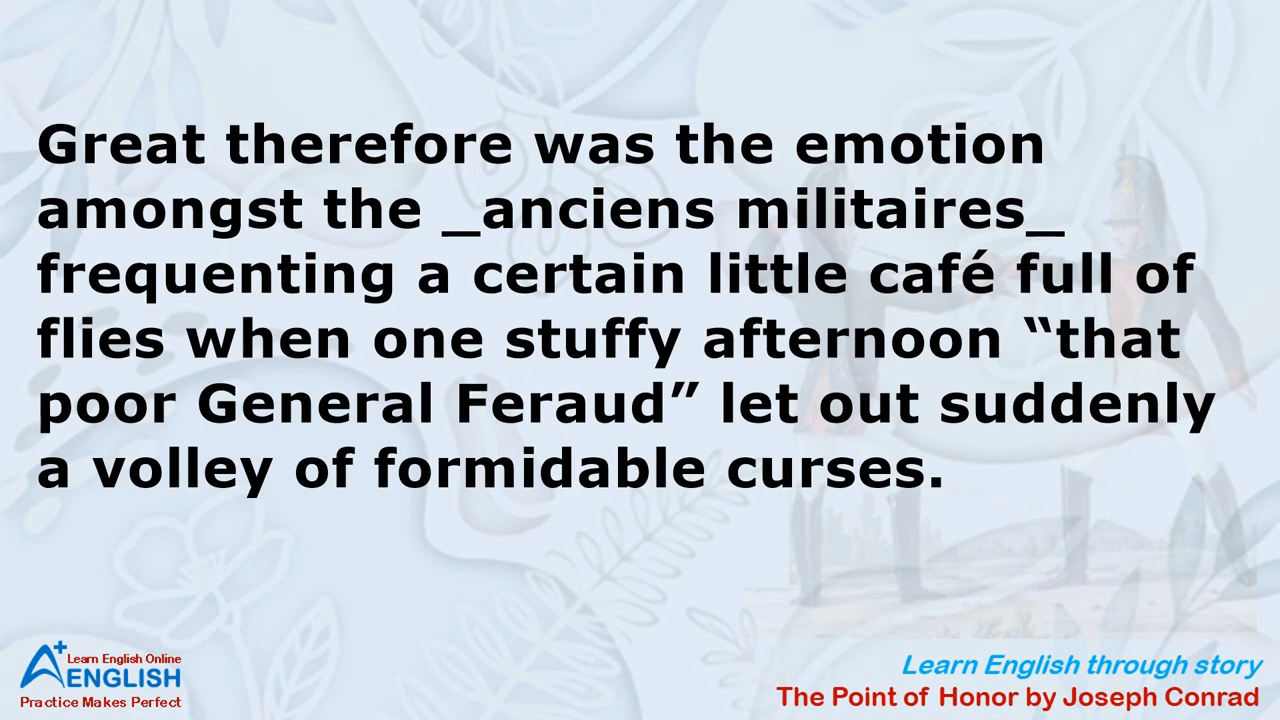 Great therefore was the emotion
amongst the _anciens militaires_
frequenting a certain little café full of
flies when one stuffy afternoon “that
poor General Feraud” let out suddenly
a volley of formidable curses.
A+ Learn English Online
ENGLISH
Practice Makes Perfect
Learn English through story
The Point of Honor by Joseph Conrad